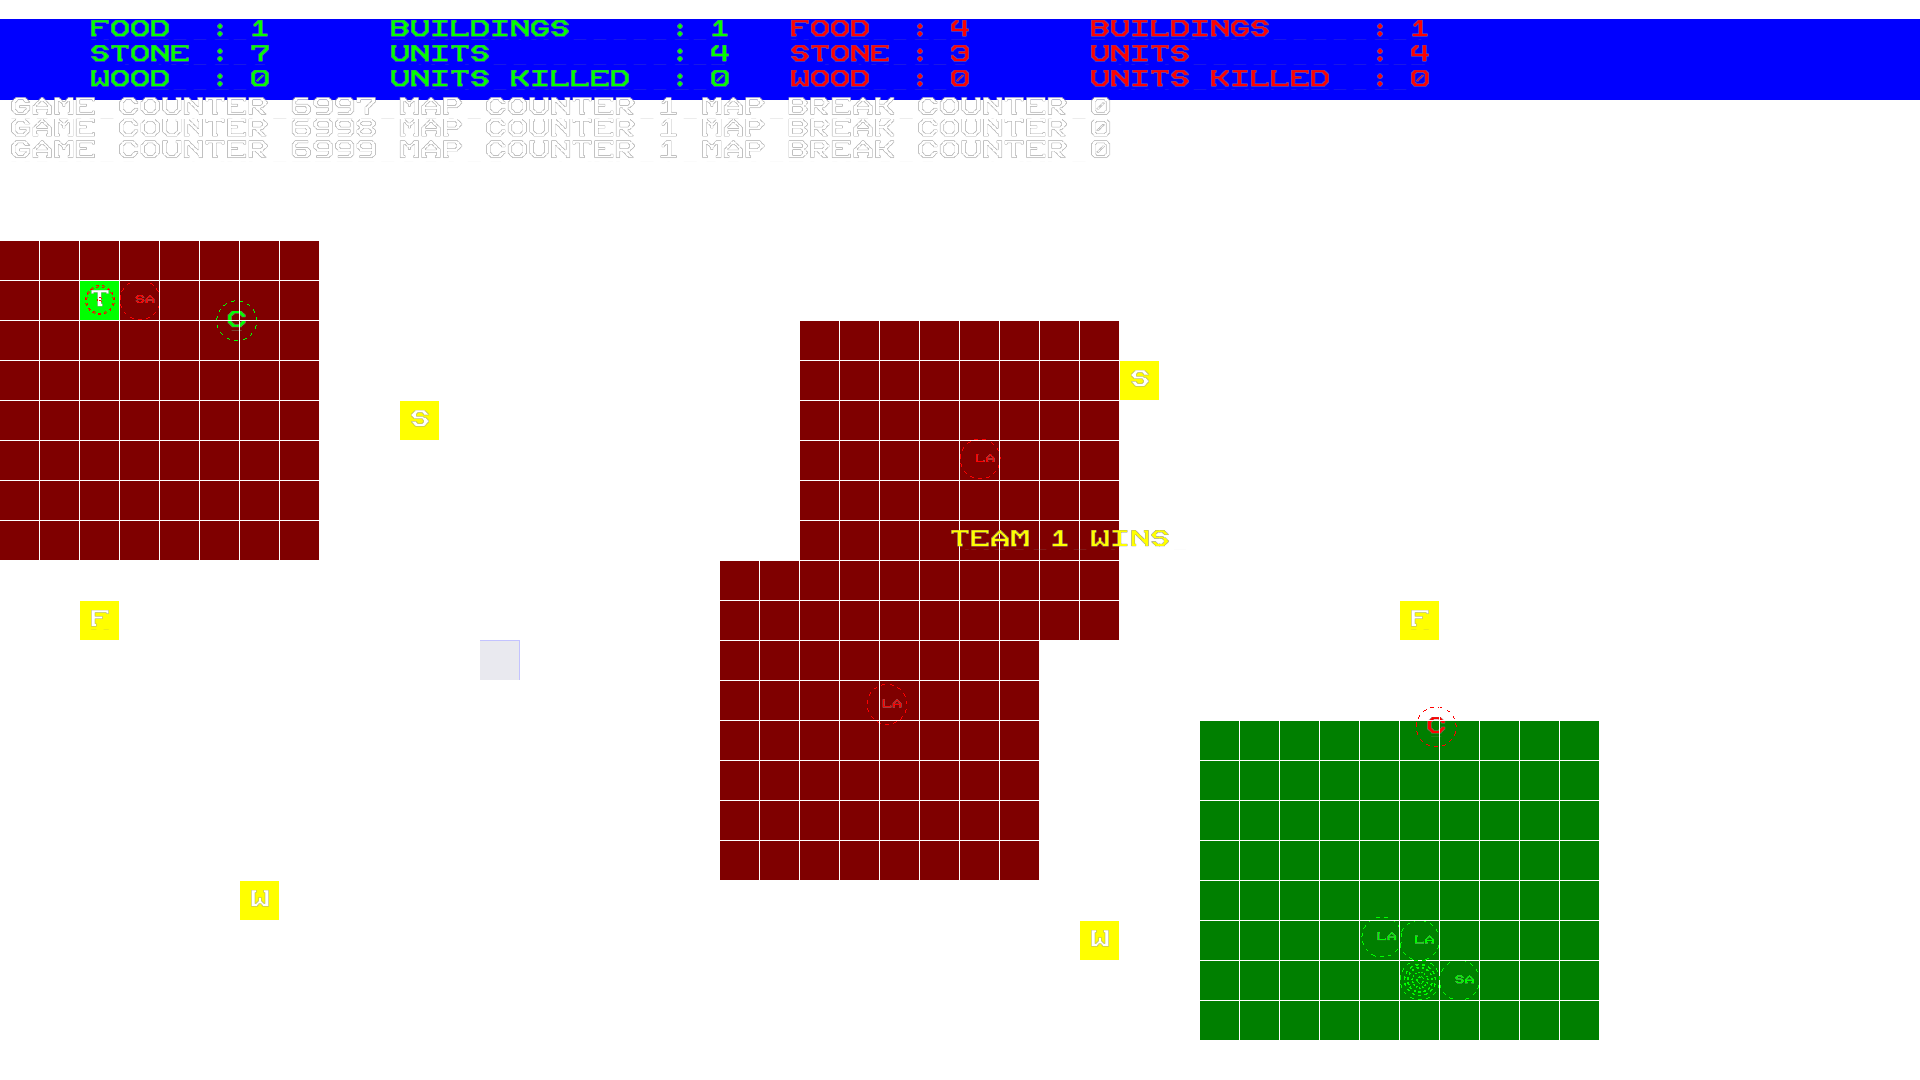 FOOD : 1 BUILDINGS : 1 FOOD : 4 BUILDINGS : 1
STONE : 7 UNITS : 4 STONE : 3 UNITS : 4
WOOD : 0 UNITS KILLED : 0 WOOD : 0 UNITS KILLED : 0
GAME COUNTER 6997 MAP COUNTER 1 MAP BREAK COUNTER 0
GAME COUNTER 6998 MAP COUNTER 1 MAP BREAK COUNTER 0
GAME COUNTER 6999 MAP COUNTER 1 MAP BREAK COUNTER 0
T SA
C
S
S
LA
TEAM 1 WINS
F
F
LA
C
W
W
LA LA
SA